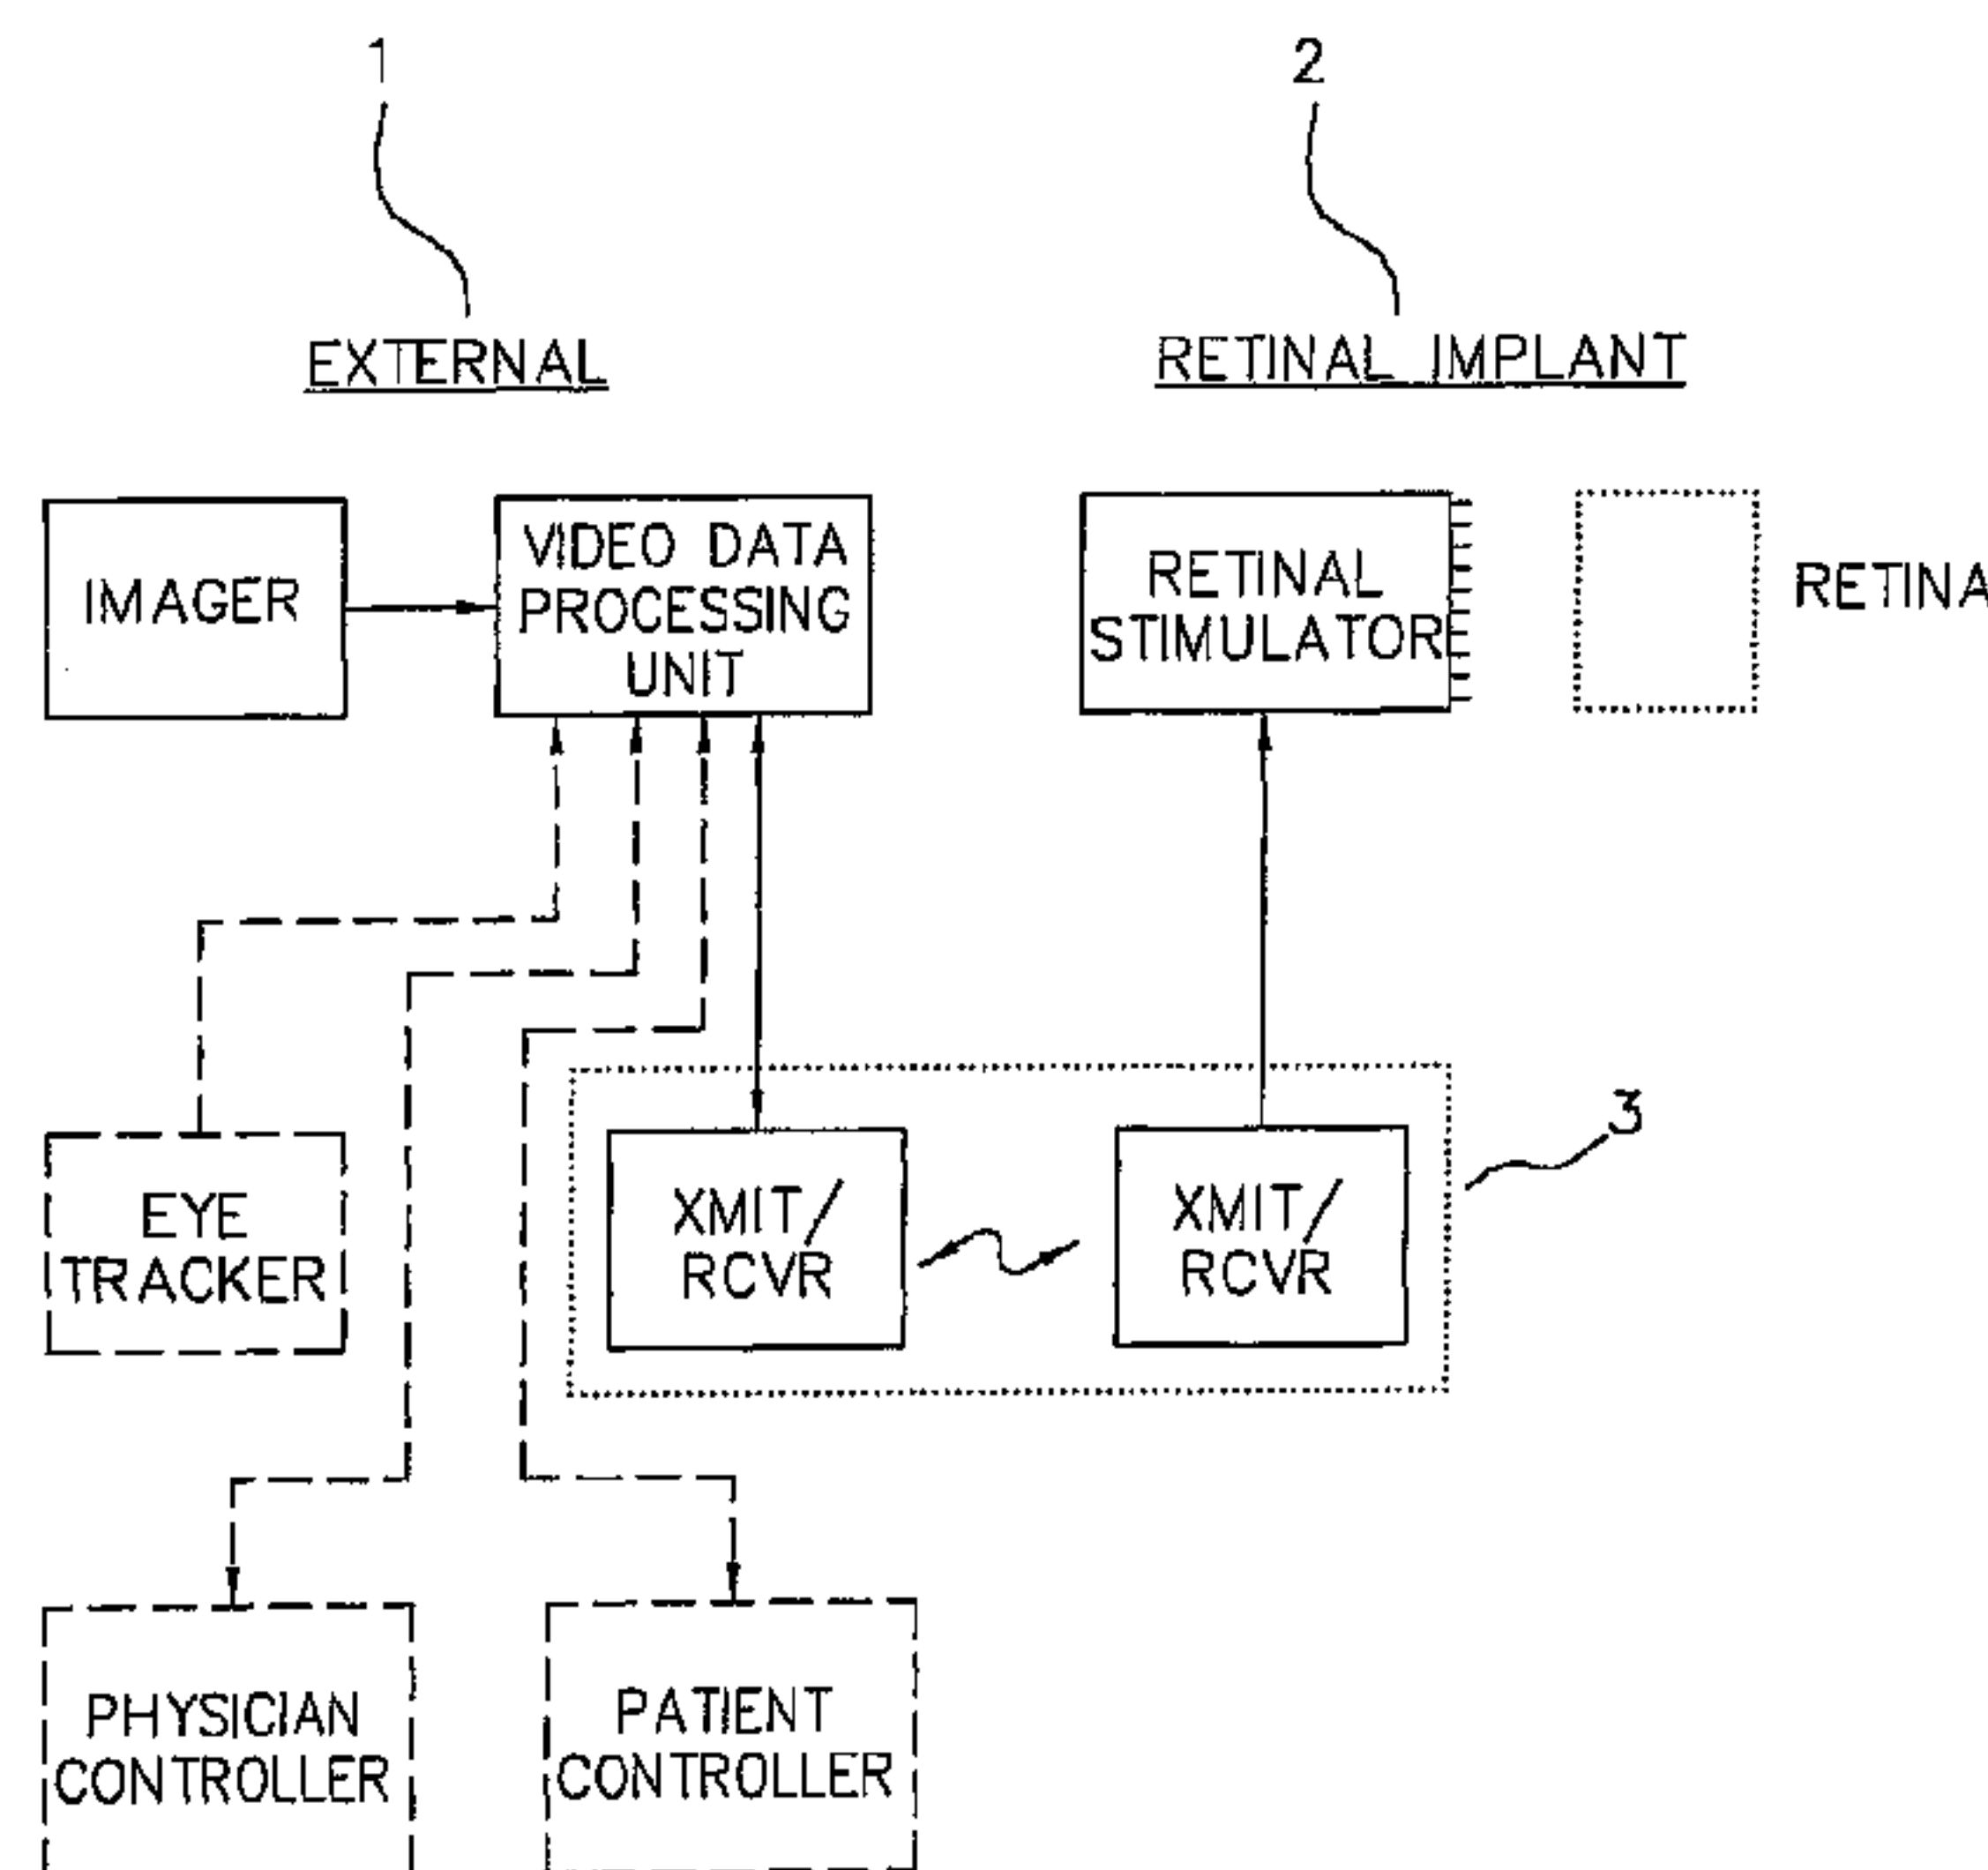 1
2
EXTERNAL
RETINAL IMPLANT
IMAGER
VIDEO DATA
PROCESSING
UNIT
RETINAL
STIMULATOR
RETINA
3
EYE
TRACKER
XMIT/
RCVR
XMIT/
RCVR
PHYSICIAN
CONTROLLER
PATIENT
CONTROLLER